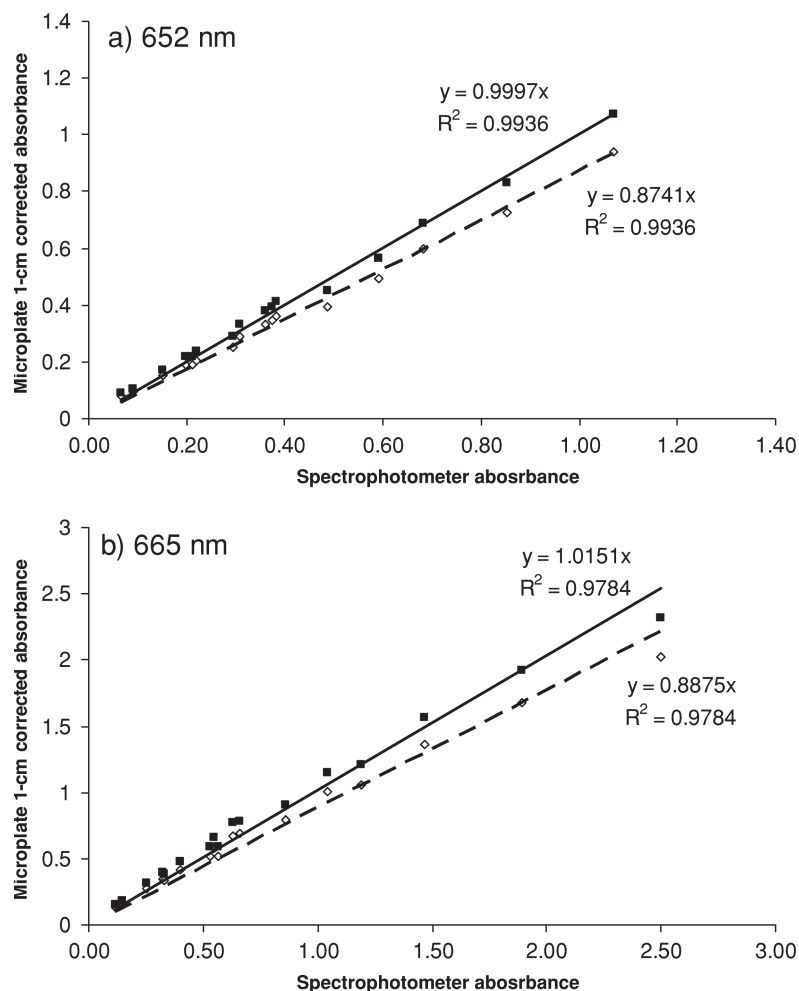 a) 652 nm
1.4
1.2
1
0.8
0.6
0.4
0.2
0
Microplate 1-cm corrected absorbance
y = 0.9997x
R² = 0.9936
y = 0.8741x
R² = 0.9936
0.00 0.20 0.40 0.60 0.80 1.00 1.20 1.40
Spectrophotometer abosrbance
b) 665 nm
3
2.5
2
1.5
1
0.5
0
Microplate 1-cm corrected absorbance
y = 1.0151x
R² = 0.9784
y = 0.8875x
R² = 0.9784
0.00 0.50 1.00 1.50 2.00 2.50 3.00
Spectrophotometer abosrbance